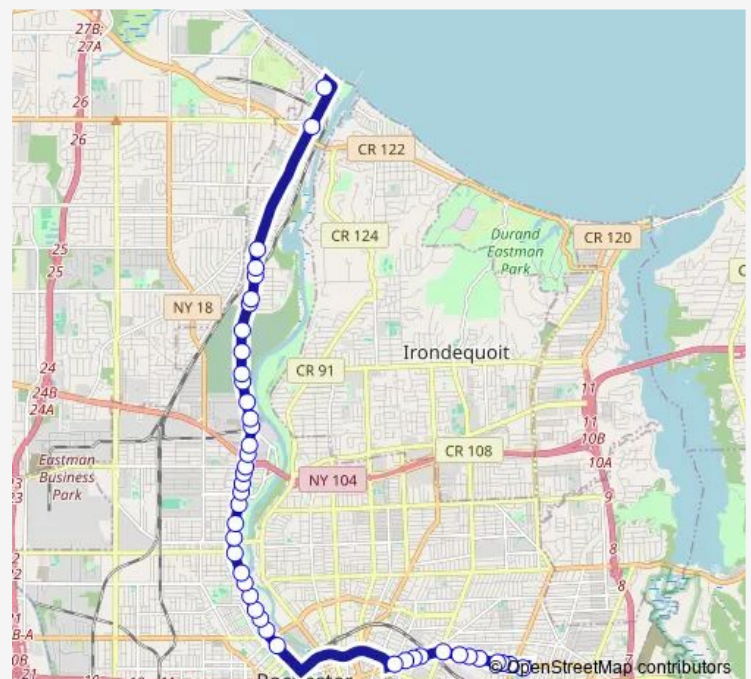 27B;
27A
26
26
CR 122
CR 124
Durand
Eastman
Park
CR 120
25
25
NY 18
Irondequoit
24
24B
24A
CR 91
11
11
10B
10A
CR 108
Eastman
Business
Park
NY 104
9
8
8
7
© OpenStreetMap contributors